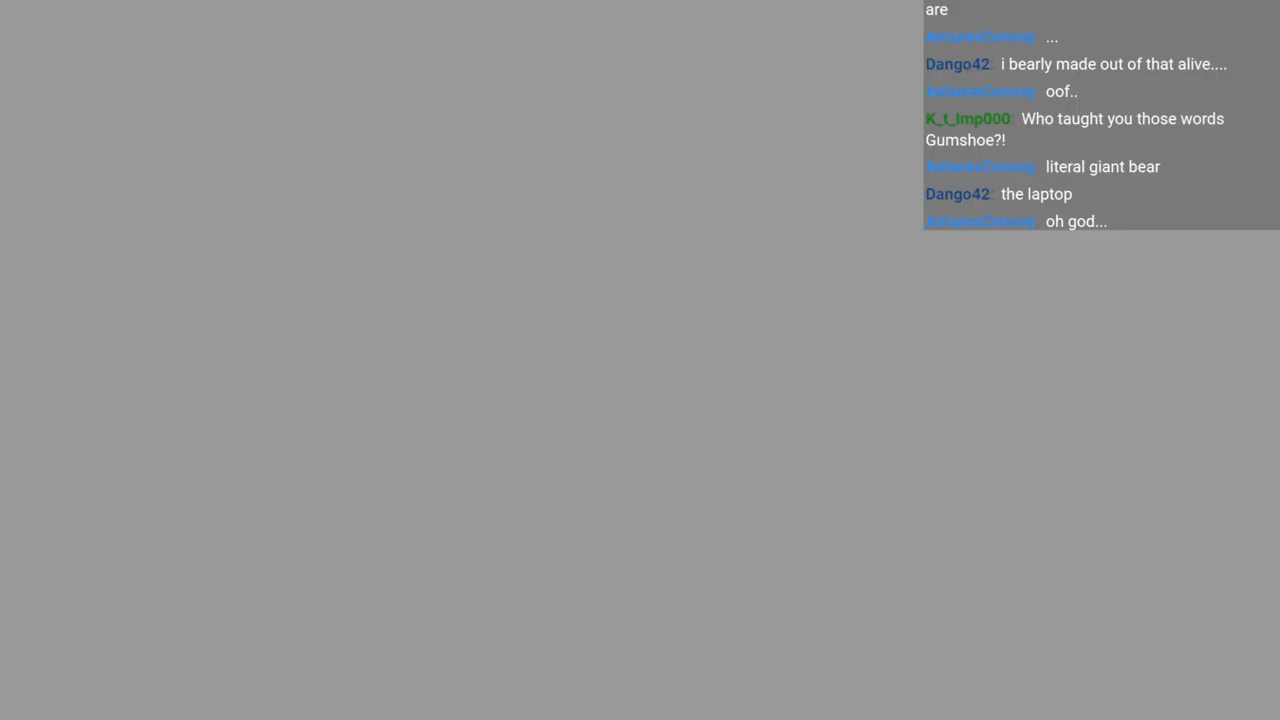 are
AntaresConvoy: ...
Dango42: i bearly made out of that alive....
AntaresConvoy: oof..
K_t_Imp000: Who taught you those words
Gumshoe?!
AntaresConvoy: literal giant bear
Dango42: the laptop
AntaresConvoy: oh god...